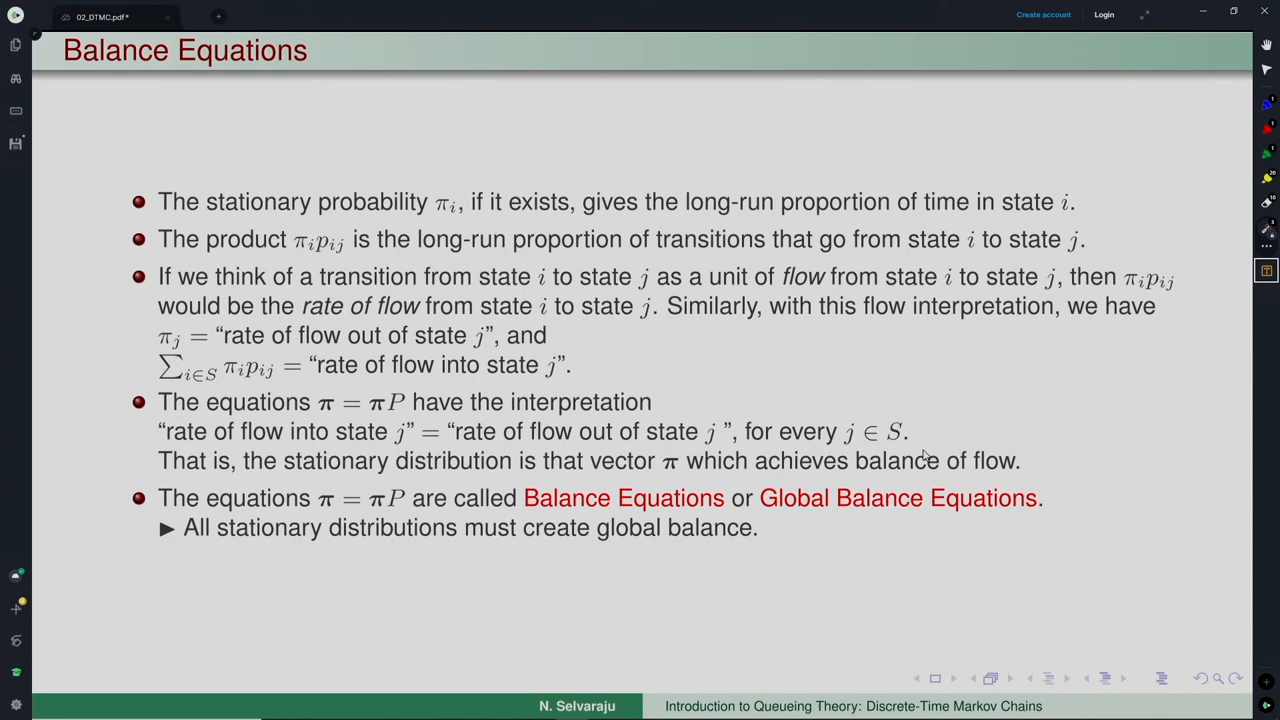 02_DTMC.pdf*
Create account
Login
Balance Equations
The stationary probability πᵢ, if it exists, gives the long-run proportion of time in state i.
The product πᵢpᵢⱼ is the long-run proportion of transitions that go from state i to state j.
If we think of a transition from state i to state j as a unit of flow from state i to state j, then πᵢpᵢⱼ
would be the rate of flow from state i to state j. Similarly, with this flow interpretation, we have
πⱼ = “rate of flow out of state j”, and
∑ᵢ∈S πᵢpᵢⱼ = “rate of flow into state j”.
The equations π = πP have the interpretation
“rate of flow into state j” = “rate of flow out of state j ”, for every j ∈ S.
That is, the stationary distribution is that vector π which achieves balance of flow.
The equations π = πP are called Balance Equations or Global Balance Equations.
▶ All stationary distributions must create global balance.
N. Selvaraju
Introduction to Queueing Theory: Discrete-Time Markov Chains